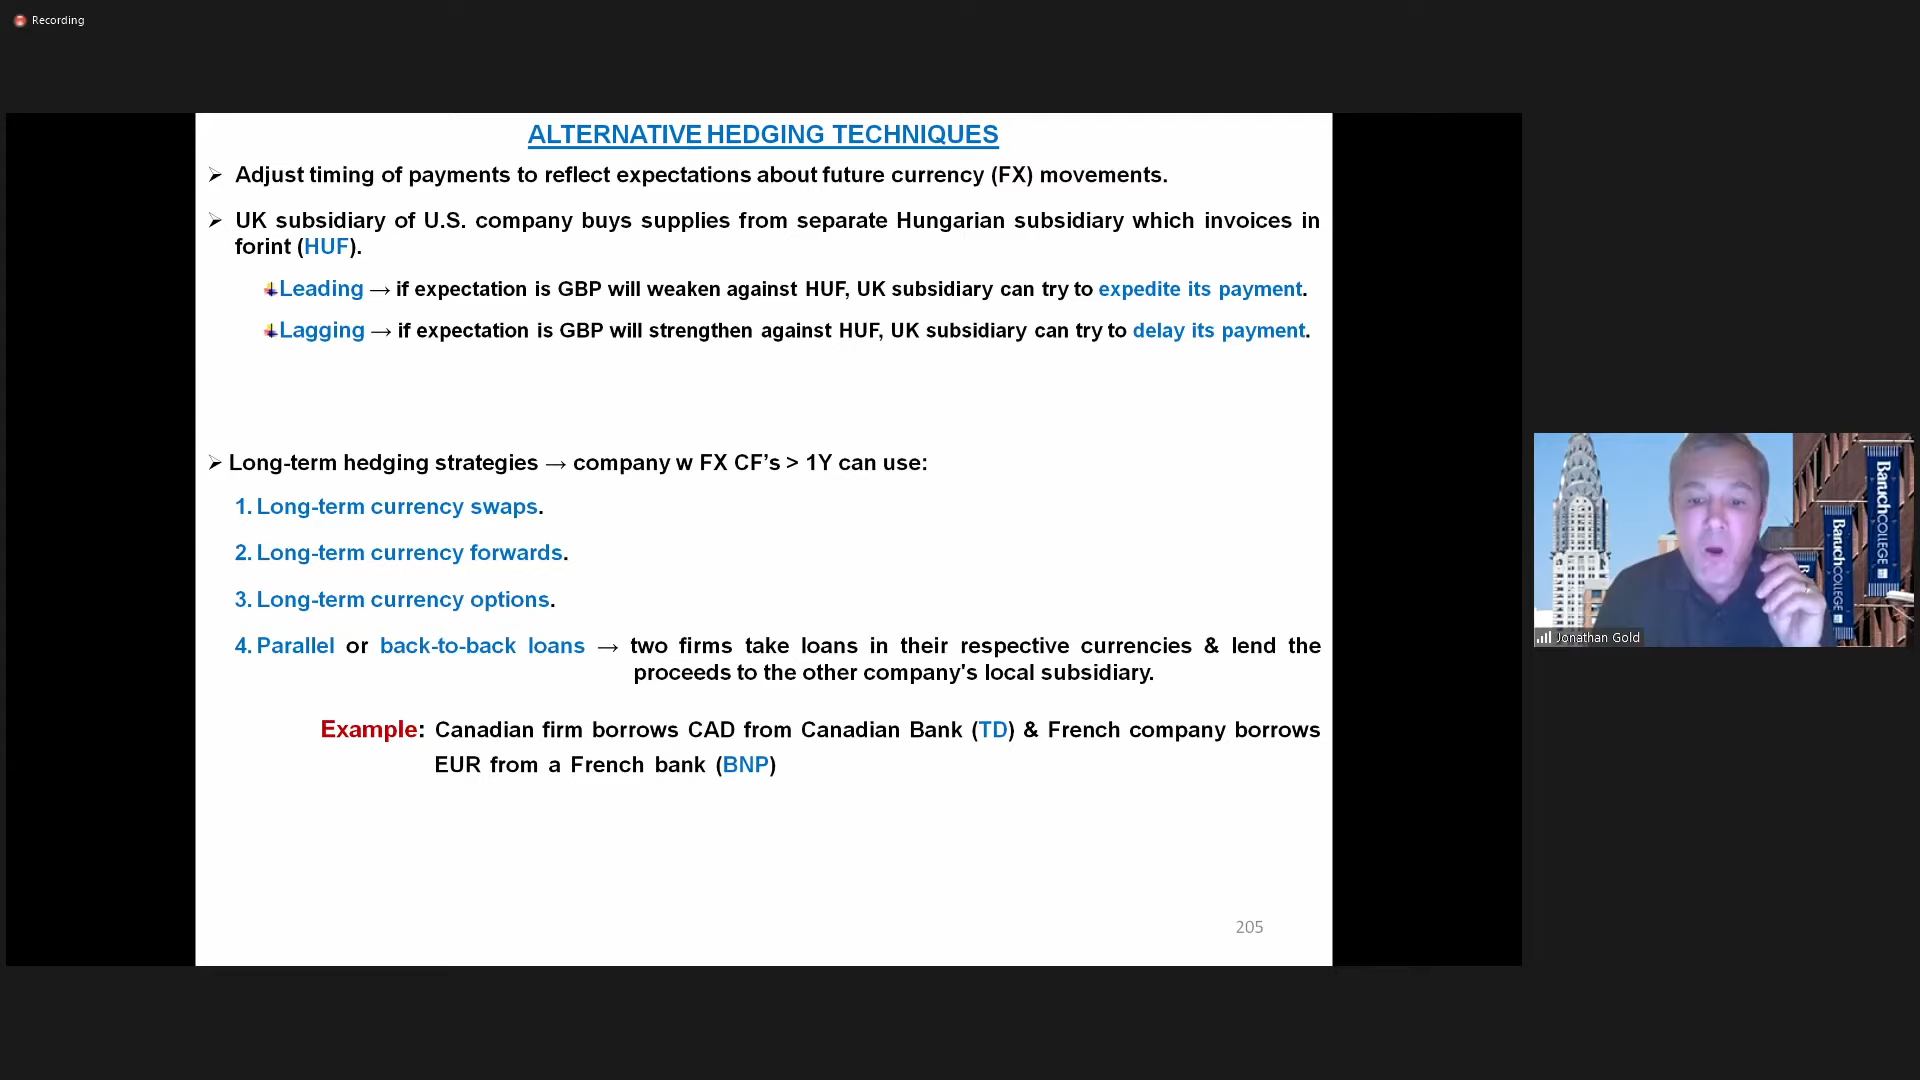 Recording
ALTERNATIVE HEDGING TECHNIQUES
➢ Adjust timing of payments to reflect expectations about future currency (FX) movements.
➢ UK subsidiary of U.S. company buys supplies from separate Hungarian subsidiary which invoices in
forint (HUF).
Leading → if expectation is GBP will weaken against HUF, UK subsidiary can try to expedite its payment.
Lagging → if expectation is GBP will strengthen against HUF, UK subsidiary can try to delay its payment.
➢ Long-term hedging strategies → company w FX CF’s > 1Y can use:
1. Long-term currency swaps.
2. Long-term currency forwards.
3. Long-term currency options.
4. Parallel or back-to-back loans → two firms take loans in their respective currencies & lend the
proceeds to the other company's local subsidiary.
Example: Canadian firm borrows CAD from Canadian Bank (TD) & French company borrows
EUR from a French bank (BNP)
205
Baruch COLLEGE
Baruch COLLEGE
B
Jonathan Gold